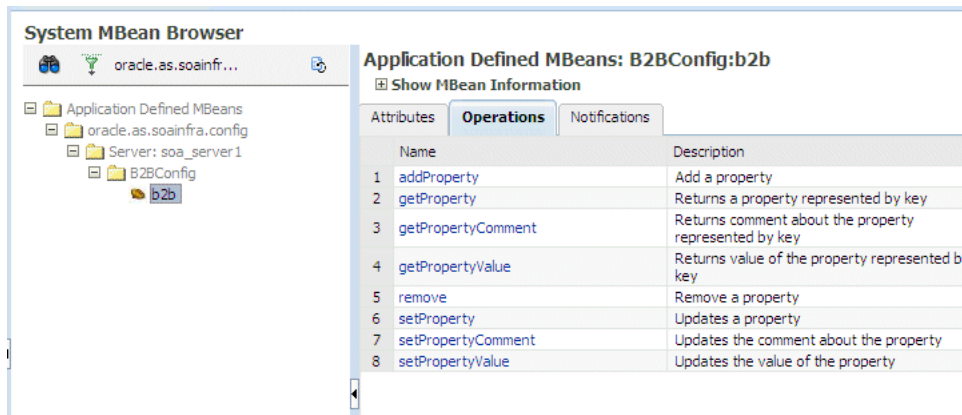 System MBean Browser
oracle.as.soainfr...
Application Defined MBeans
oracle.as.soainfra.config
Server: soa_server1
B2BConfig
b2b
Application Defined MBeans: B2BConfig:b2b
Show MBean Information
Attributes Operations Notifications
Name Description
1 addProperty Add a property
2 getProperty Returns a property represented by key
3 getPropertyComment Returns comment about the property
represented by key
4 getPropertyValue Returns value of the property represented b
key
5 remove Remove a property
6 setProperty Updates a property
7 setPropertyComment Updates the comment about the property
8 setPropertyValue Updates the value of the property